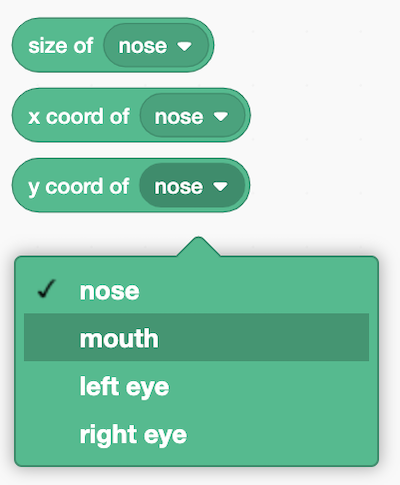 size of nose
x coord of nose
y coord of nose
✓ nose
mouth
left eye
right eye